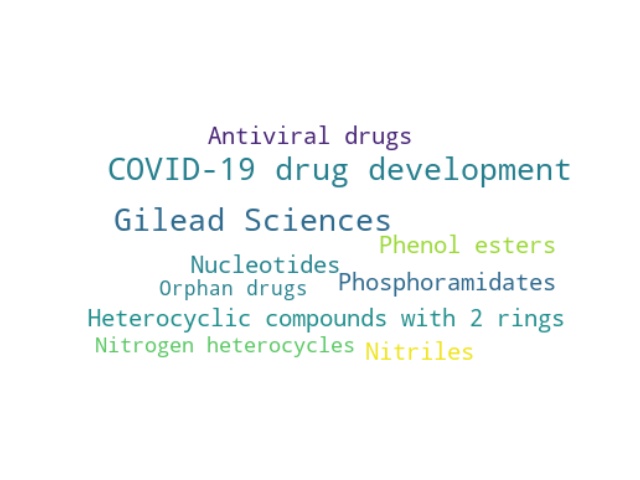 Antiviral drugs
COVID-19 drug development
Gilead Sciences
Phenol esters
Nucleotides
Phosphoramidates
Orphan drugs
Heterocyclic compounds with 2 rings
Nitrogen heterocycles
Nitriles